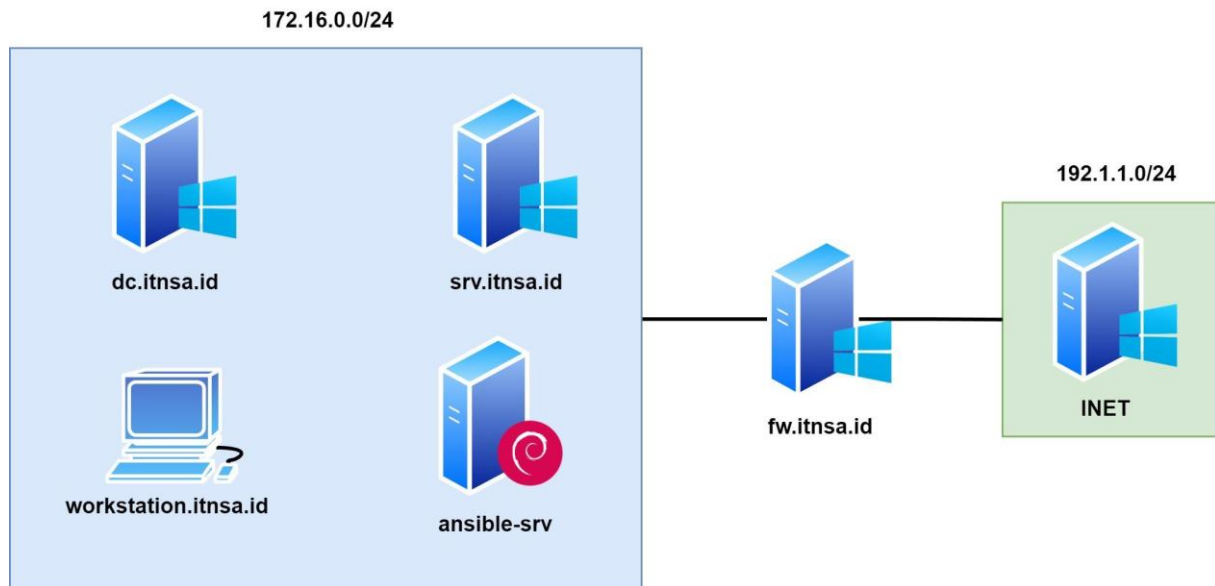 172.16.0.0/24
dc.itnsa.id
srv.itnsa.id
192.1.1.0/24
workstation.itnsa.id
ansible-srv
fw.itnsa.id
INET